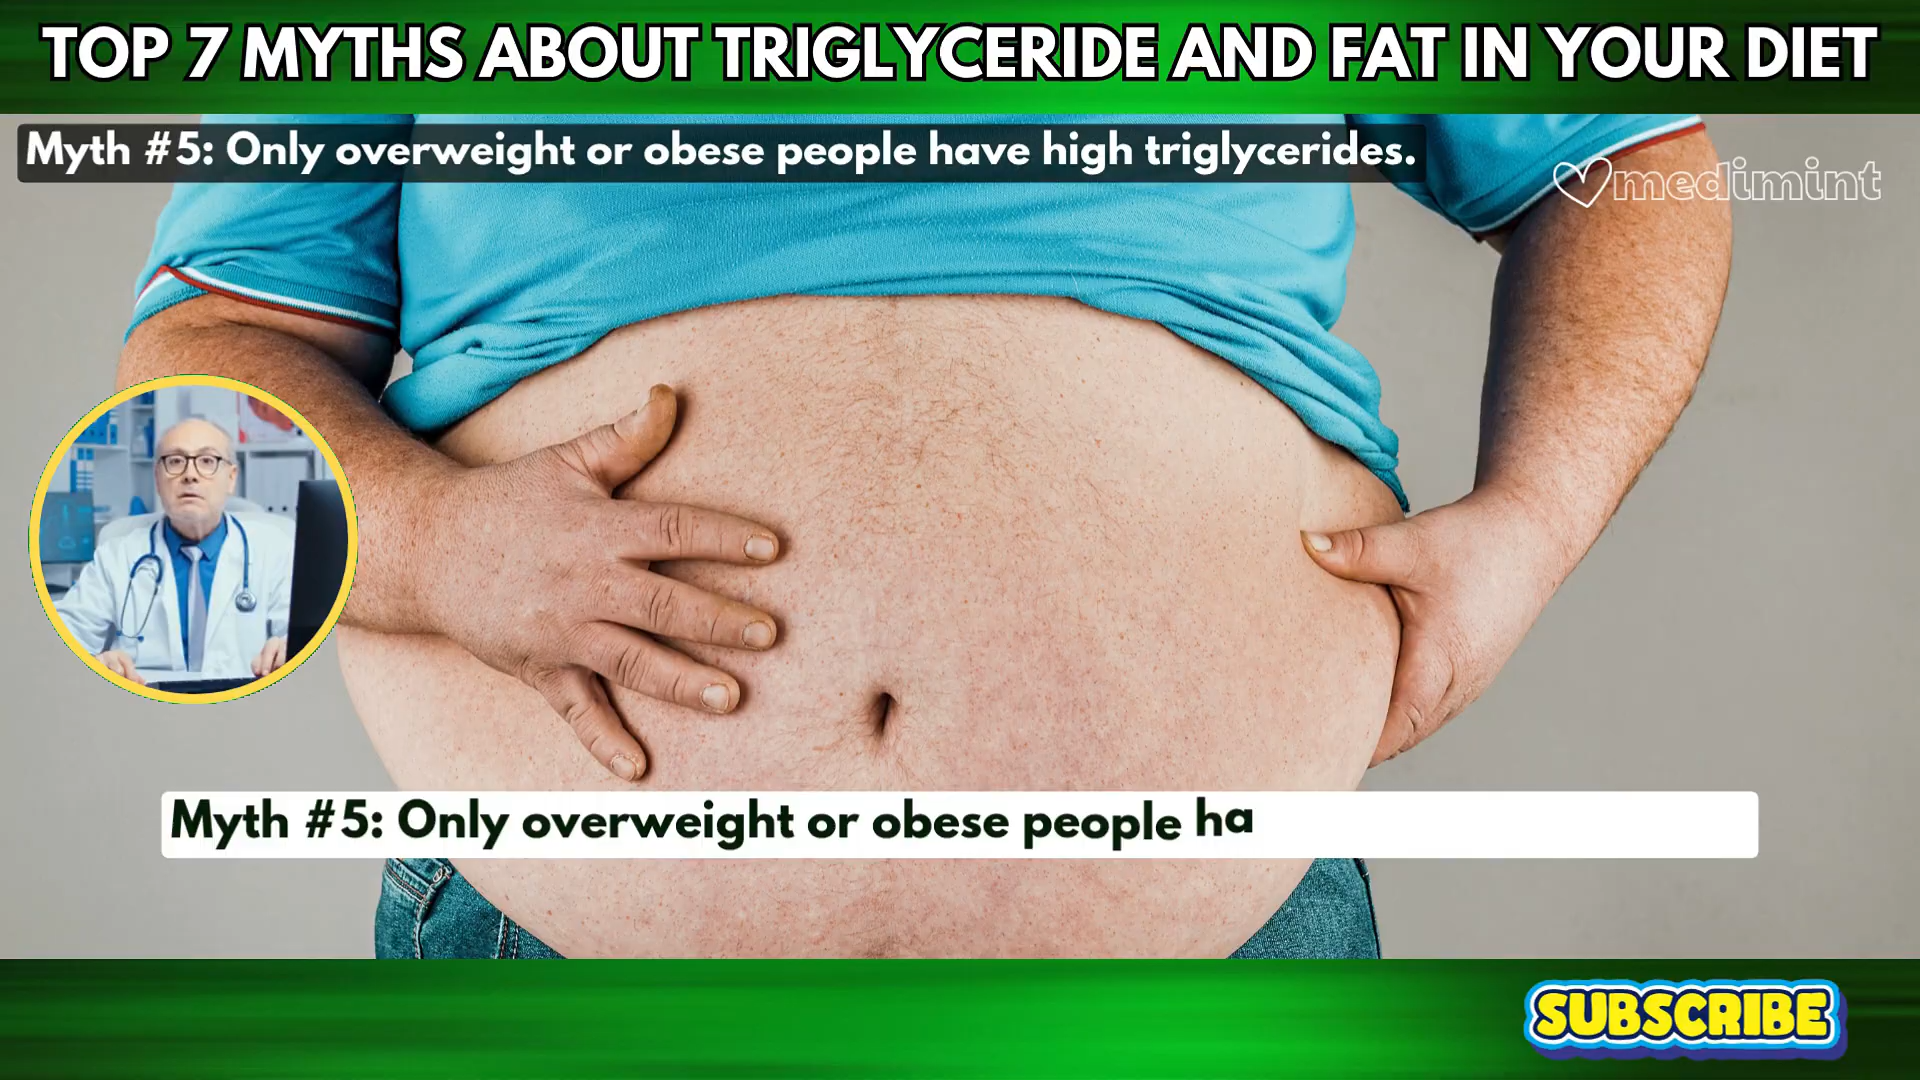 TOP 7 MYTHS ABOUT TRIGLYCERIDE AND FAT IN YOUR DIET
Myth #5: Only overweight or obese people have high triglycerides.
medimint
Myth #5: Only overweight or obese people ha
SUBSCRIBE